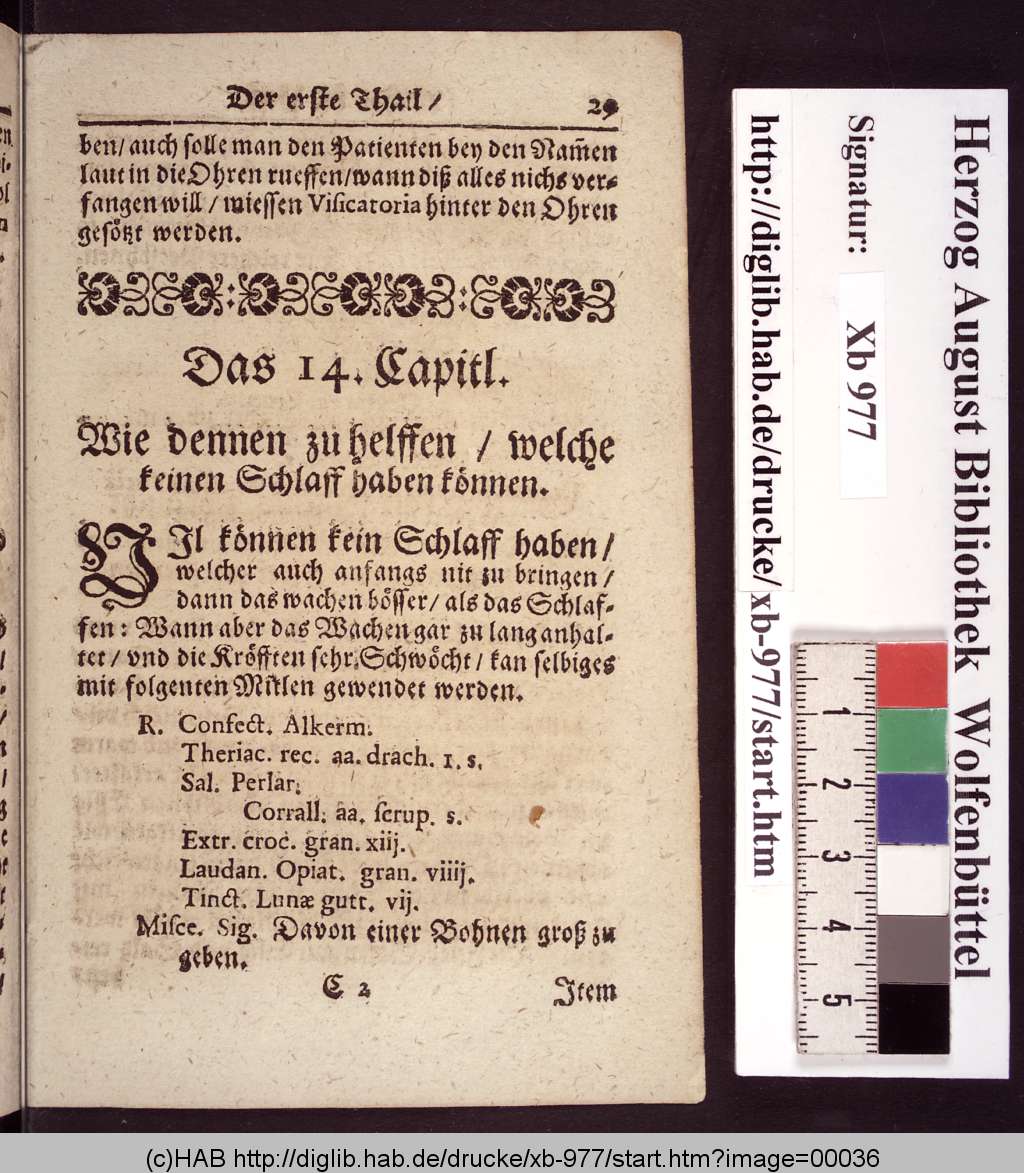 Der erste Thail / 29
ben/ auch solle man den Patienten bey den Nam̃en
laut in die Ohren rueffen/wann diß alles nichs ver-
fangen will / miessen Visicatoria hinter den Ohren
gesötzt werden.
Das 14. Capitl.
Wie dennen zu helffen / welche
keinen Schlaff haben können.
VIl können kein Schlaff haben/
welcher auch anfangs nit zu bringen/
dann das wachen bösser/ als das Schlaf-
fen: Wann aber das Wachen gar zu lang anhal-
tet/ vnd die Kröfften sehr Schwöcht/ kan selbiges
mit folgenten Mitlen gewendet werden.
R. Confect. Alkerm.
Theriac. rec. aa. drach. 1. s.
Sal. Perlar.
Corrall. aa. scrup. s.
Extr. croc. gran. xiij.
Laudan. Opiat. gran. viiij.
Tinct. Lunæ gutt. vij.
Misce. Sig. Davon einer Bohnen groß zu
geben.
C 2 Item
Herzog August Bibliothek Wolfenbüttel
Signatur: Xb 977
http://diglib.hab.de/drucke/xb-977/start.htm
1
2
3
4
5
(c)HAB http://diglib.hab.de/drucke/xb-977/start.htm?image=00036